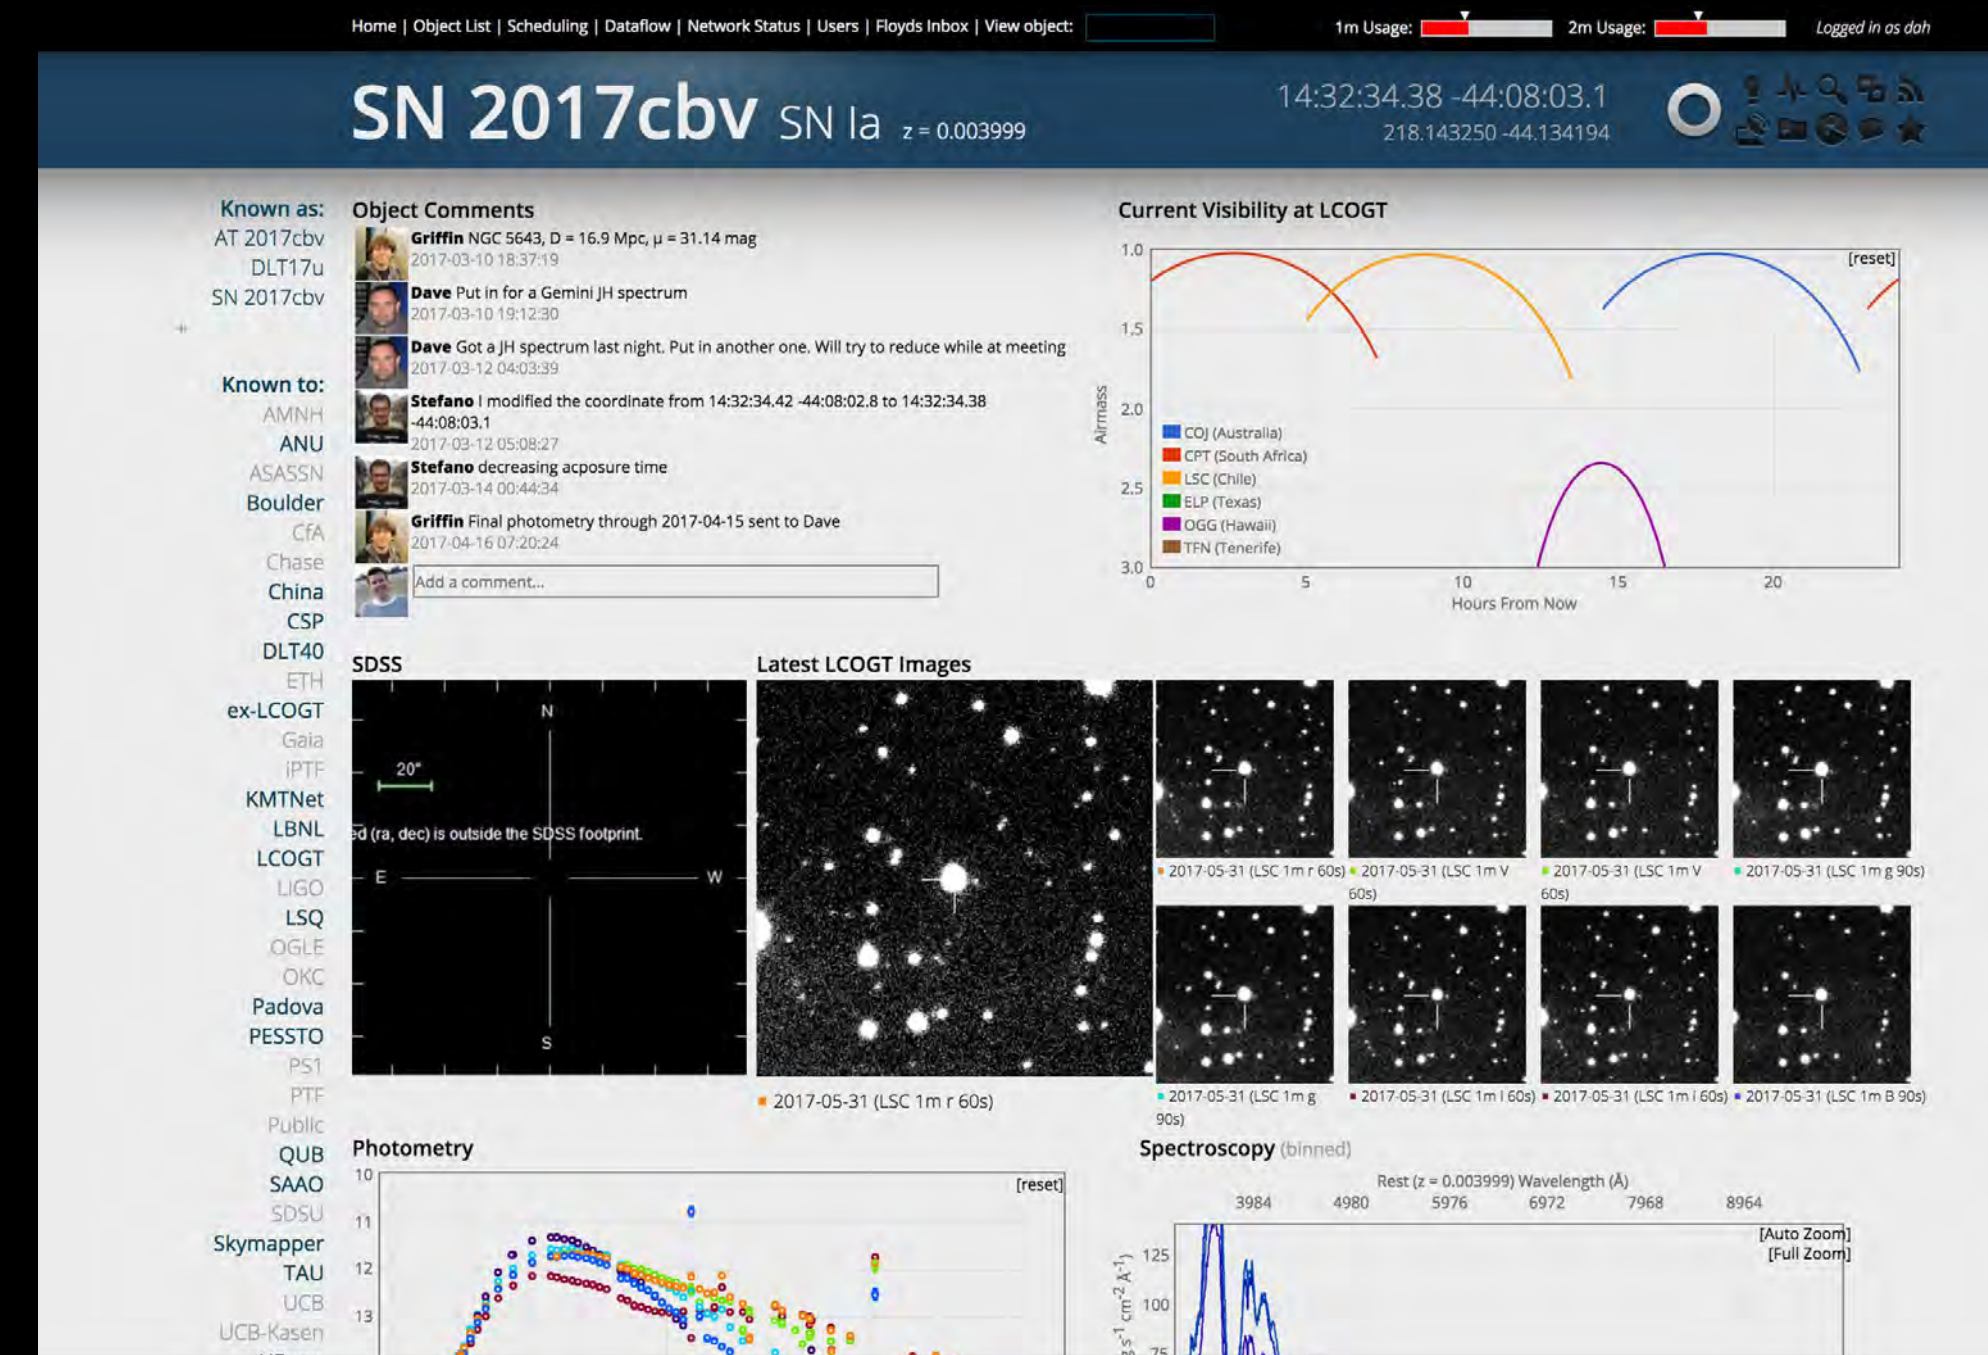 Home | Object List | Scheduling | Dataflow | Network Status | Users | Floyds Inbox | View object:
1m Usage:
2m Usage:
Logged in as dah
SN 2017cbv SN Ia z = 0.003999
14:32:34.38 -44:08:03.1
218.143250 -44.134194
Known as:
AT 2017cbv
DLT17u
SN 2017cbv
Known to:
AMNH
ANU
ASASSN
Boulder
CfA
Chase
China
CSP
DLT40
ETH
ex-LCOGT
Gaia
iPTF
KMTNet
LBNL
LCOGT
LIGO
LSQ
OGLE
OKC
Padova
PESSTO
PS1
PTF
Public
QUB
SAAO
SDSU
Skymapper
TAU
UCB
UCB-Kasen
Object Comments
Griffin NGC 5643, D = 16.9 Mpc, μ = 31.14 mag
2017-03-10 18:37:19
Dave Put in for a Gemini JH spectrum
2017-03-10 19:12:30
Dave Got a JH spectrum last night. Put in another one. Will try to reduce while at meeting
2017-03-12 04:03:39
Stefano I modified the coordinate from 14:32:34.42 -44:08:02.8 to 14:32:34.38
-44:08:03.1
2017-03-12 05:08:27
Stefano decreasing acposure time
2017-03-14 00:44:34
Griffin Final photometry through 2017-04-15 sent to Dave
2017-04-16 07:20:24
Add a comment...
Current Visibility at LCOGT
[reset]
1.0
1.5
2.0
2.5
3.0
Airmass
COJ (Australia)
CPT (South Africa)
LSC (Chile)
ELP (Texas)
OGG (Hawaii)
TFN (Tenerife)
0 5 10 15 20
Hours From Now
SDSS
N
20"
ed (ra, dec) is outside the SDSS footprint.
E W
S
Latest LCOGT Images
2017-05-31 (LSC 1m r 60s)
2017-05-31 (LSC 1m r 60s)
2017-05-31 (LSC 1m V
60s)
2017-05-31 (LSC 1m V
60s)
2017-05-31 (LSC 1m g 90s)
2017-05-31 (LSC 1m g
90s)
2017-05-31 (LSC 1m i 60s)
2017-05-31 (LSC 1m i 60s)
2017-05-31 (LSC 1m B 90s)
Photometry
[reset]
10
11
12
13
Spectroscopy (binned)
Rest (z = 0.003999) Wavelength (Å)
3984 4980 5976 6972 7968 8964
[Auto Zoom]
[Full Zoom]
125
100
75
s⁻¹ cm⁻² Å⁻¹)